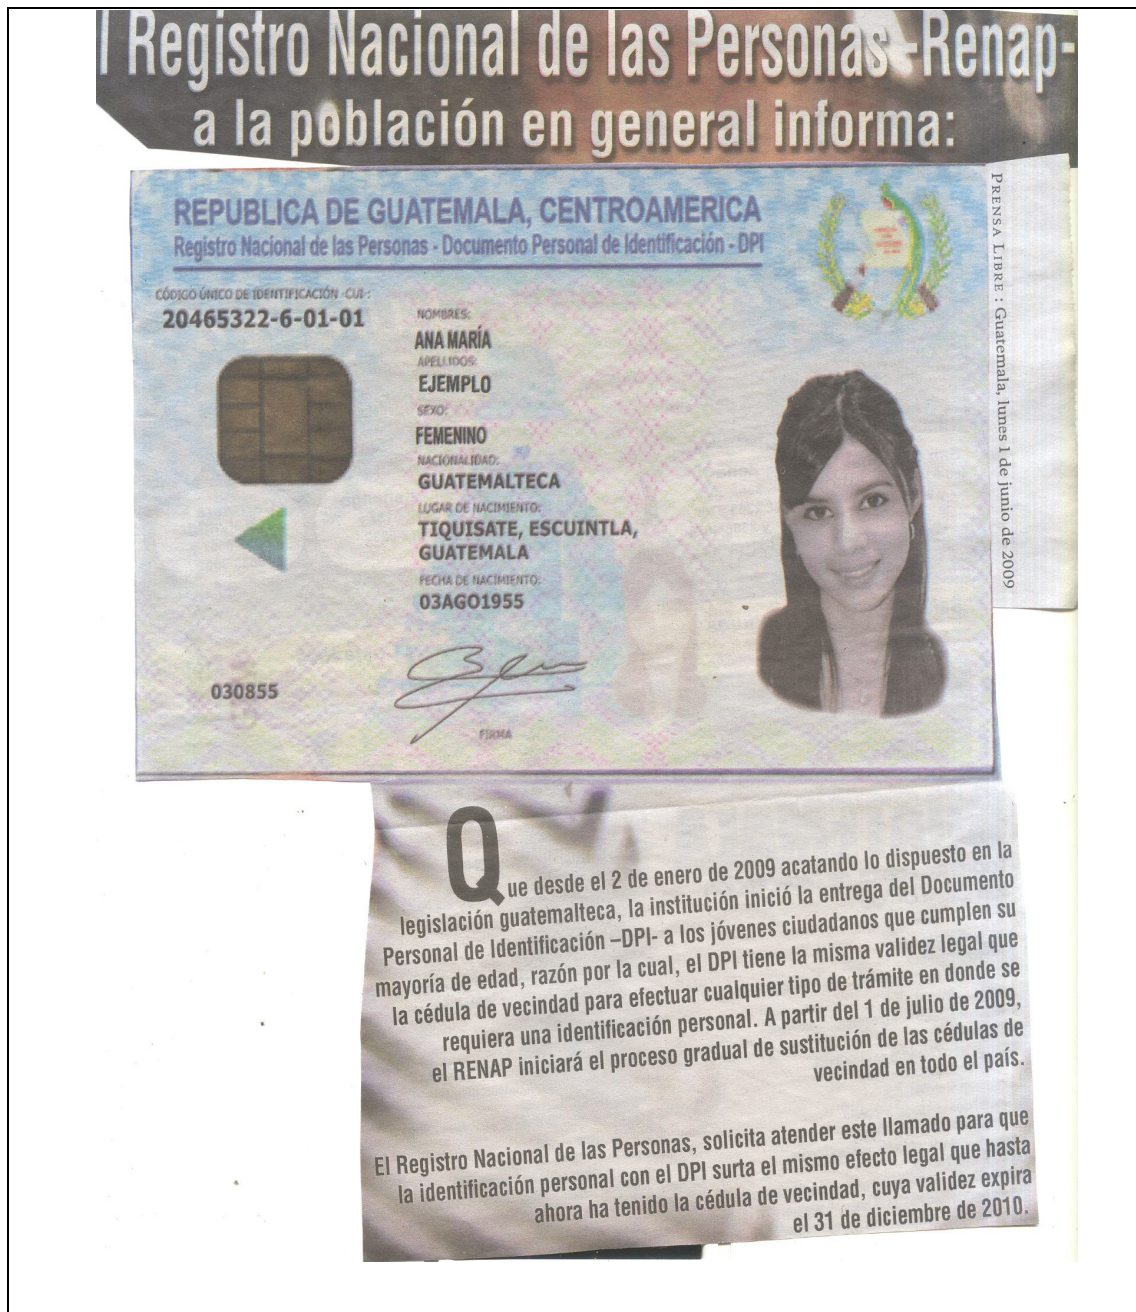 l Registro Nacional de las Personas -Renap-
a la población en general informa:
REPUBLICA DE GUATEMALA, CENTROAMERICA
Registro Nacional de las Personas - Documento Personal de Identificación - DPI
CÓDIGO ÚNICO DE IDENTIFICACIÓN -CUI-:
20465322-6-01-01
NOMBRES:
ANA MARÍA
APELLIDOS:
EJEMPLO
SEXO:
FEMENINO
NACIONALIDAD:
GUATEMALTECA
LUGAR DE NACIMIENTO:
TIQUISATE, ESCUINTLA,
GUATEMALA
FECHA DE NACIMIENTO:
03AGO1955
030855
FIRMA
PRENSA LIBRE : Guatemala, lunes 1 de junio de 2009
Que desde el 2 de enero de 2009 acatando lo dispuesto en la
legislación guatemalteca, la institución inició la entrega del Documento
Personal de Identificación –DPI- a los jóvenes ciudadanos que cumplen su
mayoría de edad, razón por la cual, el DPI tiene la misma validez legal que
la cédula de vecindad para efectuar cualquier tipo de trámite en donde se
requiera una identificación personal. A partir del 1 de julio de 2009,
el RENAP iniciará el proceso gradual de sustitución de las cédulas de
vecindad en todo el país.
El Registro Nacional de las Personas, solicita atender este llamado para que
la identificación personal con el DPI surta el mismo efecto legal que hasta
ahora ha tenido la cédula de vecindad, cuya validez expira
el 31 de diciembre de 2010.